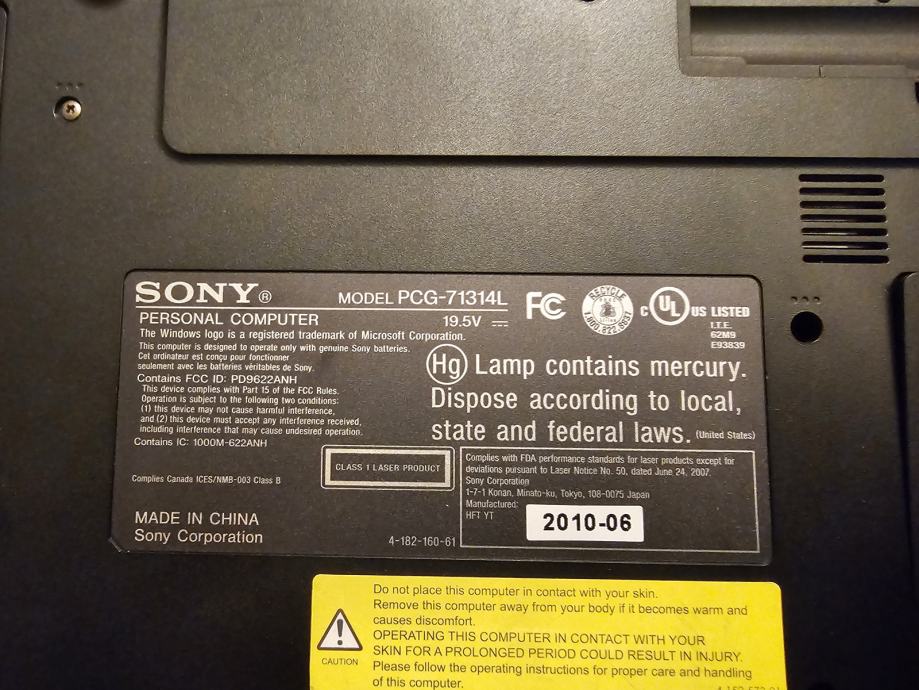 SONY®
MODEL PCG-71314L
PERSONAL COMPUTER
19.5V
The Windows logo is a registered trademark of Microsoft Corporation.
This computer is designed to operate only with genuine Sony batteries.
Cet ordinateur est conçu pour fonctionner
seulement avec les batteries véritables de Sony.
Contains FCC ID: PD9622ANH
This device complies with Part 15 of the FCC Rules.
Operation is subject to the following two conditions:
(1) this device may not cause harmful interference,
and (2) this device must accept any interference received,
including interference that may cause undesired operation.
Contains IC: 1000M-622ANH
Complies Canada ICES/NMB-003 Class B
MADE IN CHINA
Sony Corporation
CLASS 1 LASER PRODUCT
4-182-160-61
FC
RECYCLE
1.800.822.8837
C UL US LISTED
I.T.E.
62M9
E93839
Hg Lamp contains mercury.
Dispose according to local,
state and federal laws. (United States)
Complies with FDA performance standards for laser products except for
deviations pursuant to Laser Notice No. 50, dated June 24, 2007.
Sony Corporation
1-7-1 Konan, Minato-ku, Tokyo, 108-0075 Japan
Manufactured:
HFT YT
2010-06
Do not place this computer in contact with your skin.
Remove this computer away from your body if it becomes warm and
causes discomfort.
OPERATING THIS COMPUTER IN CONTACT WITH YOUR
SKIN FOR A PROLONGED PERIOD COULD RESULT IN INJURY.
Please follow the operating instructions for proper care and handling
of this computer.
CAUTION